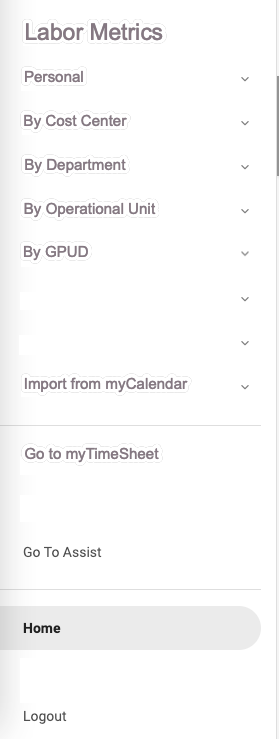 Labor Metrics
Personal
By Cost Center
By Department
By Operational Unit
By GPUD
Import from myCalendar
Go to myTimeSheet
Go To Assist
Home
Logout